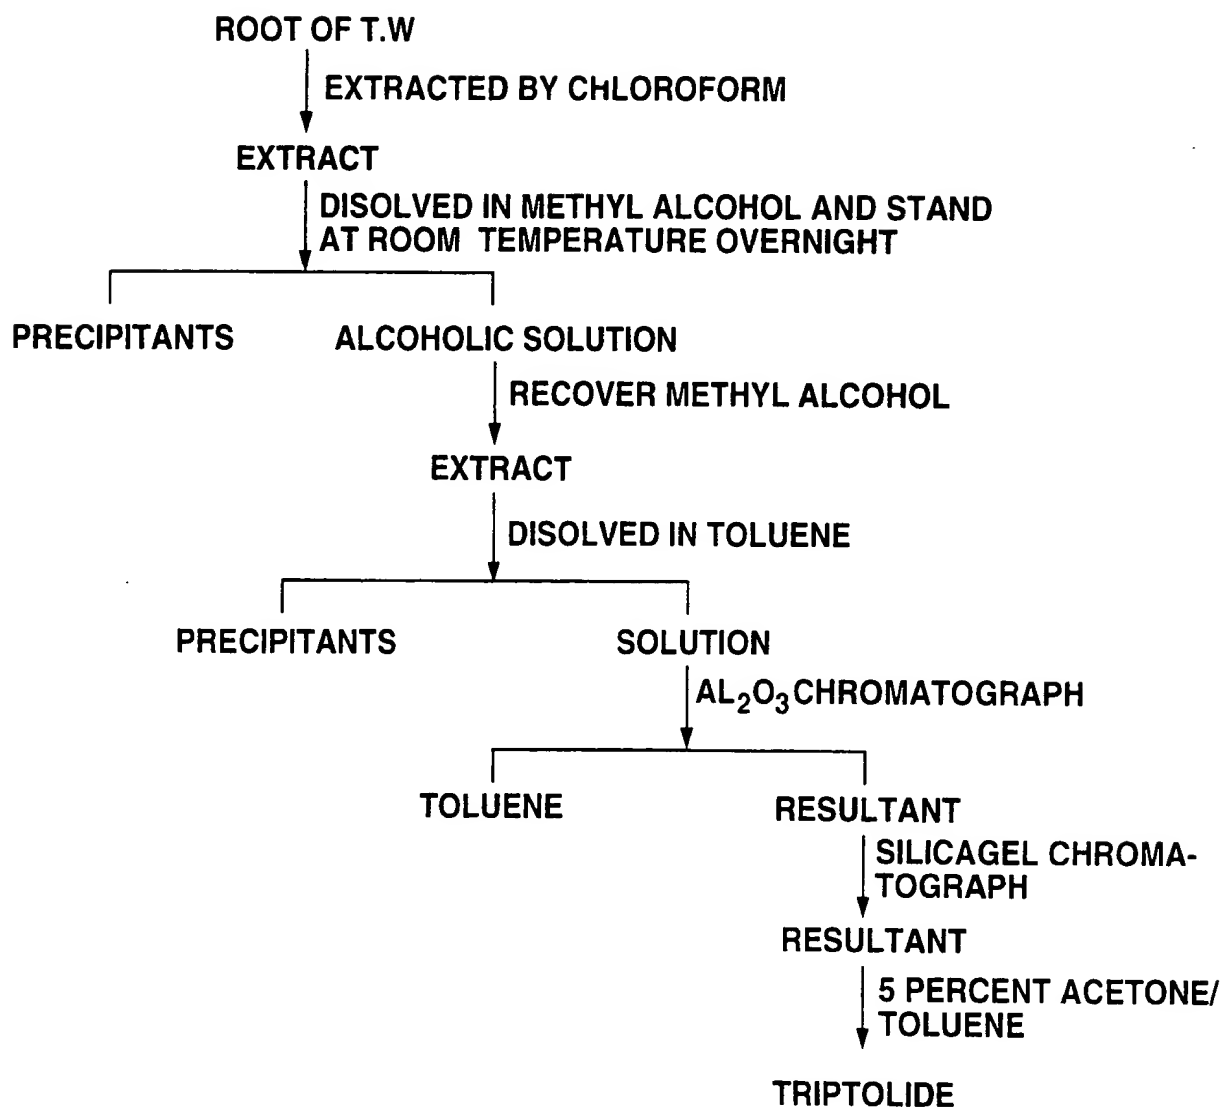 ROOT OF T.W
EXTRACTED BY CHLOROFORM
EXTRACT
DISOLVED IN METHYL ALCOHOL AND STAND
AT ROOM TEMPERATURE OVERNIGHT
PRECIPITANTS ALCOHOLIC SOLUTION
RECOVER METHYL ALCOHOL
EXTRACT
DISOLVED IN TOLUENE
PRECIPITANTS SOLUTION
AL₂O₃ CHROMATOGRAPH
TOLUENE RESULTANT
SILICAGEL CHROMA-
TOGRAPH
RESULTANT
5 PERCENT ACETONE/
TOLUENE
TRIPTOLIDE